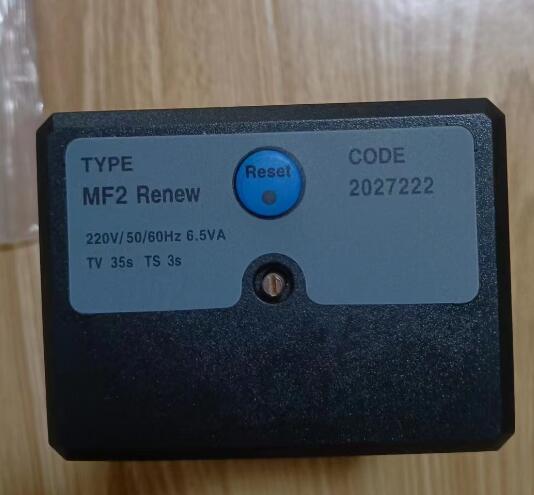 TYPE
MF2 Renew
220V/50/60Hz 6.5VA
TV 35s TS 3s
Reset
CODE
2027222